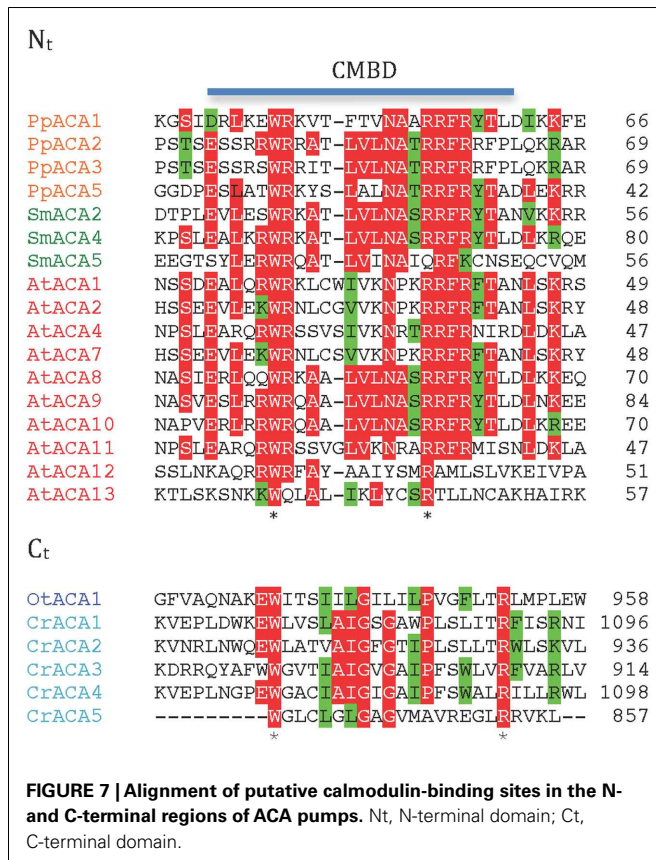 Nt
CMBD
PpACA1 KGSIDRLKEWRKVT-FTVNAARRFRYTLDIKKFE 66
PpACA2 PSTSESSRRWRRAT-LVLNATRRFRRFPLQKRAR 69
PpACA3 PSTSESSRSWRRIT-LVLNATRRFRRFPLQKRAR 69
PpACA5 GGDPESLATWRKYS-LALNATRRFRYTADLEKRR 42
SmACA2 DTPLEVLESWRKAT-LVLNASRRFRYTANVKKRR 56
SmACA4 KPSLEALKRWRKAT-LVLNASRRFRYTLDLKRQE 80
SmACA5 EEGTSYLERWRQAT-LVINAIQRFKCNSEQCVQM 56
AtACA1 NSSDEALQRWRKLCWIVKNPKRRFRFTANLSKRS 49
AtACA2 HSSEEVLEKWRNLCGVVKNPKRRFRFTANLSKRY 48
AtACA4 NPSLEARQRWRSSVSIVKNRTRRFRNIRDLDKLA 47
AtACA7 HSSEEVLEKWRNLCSVVKNPKRRFRFTANLSKRY 48
AtACA8 NASIERLQQWRKAA-LVLNASRRFRYTLDLKKEQ 70
AtACA9 NASVESLRRWRQAA-LVLNASRRFRYTLDLNKEE 84
AtACA10 NAPVERLRRWRQAA-LVLNASRRFRYTLDLKREE 70
AtACA11 NPSLEARQRWRSSVGLVKNRARRFRMISNLDKLA 47
AtACA12 SSLNKAQRRWRFAY-AAIYSMRAMLSLVKEIVPA 51
AtACA13 KTLSKSNKKWQLAL-IKLYCSRTLLNCAKHAIRK 57
* *
Ct
OtACA1 GFVAQNAKEWITSIILGILILPVGFLTRLMPLEW 958
CrACA1 KVEPLDWKEWLVSLAIGSGAWPLSLITRFISRNI 1096
CrACA2 KVNRLNWQEWLATVAIGFGTIPLSLLTRWLSKVL 936
CrACA3 KDRRQYAFWWGVTIAIGVGAIPFSWLVRFVARLV 914
CrACA4 KVEPLNGPEWGACIAIGIGAIPFSWALRILLRWL 1098
CrACA5 ---------WGLCLGLGAGVMAVREGLRRVKL-- 857
* *
FIGURE 7 | Alignment of putative calmodulin-binding sites in the N-
and C-terminal regions of ACA pumps. Nt, N-terminal domain; Ct,
C-terminal domain.